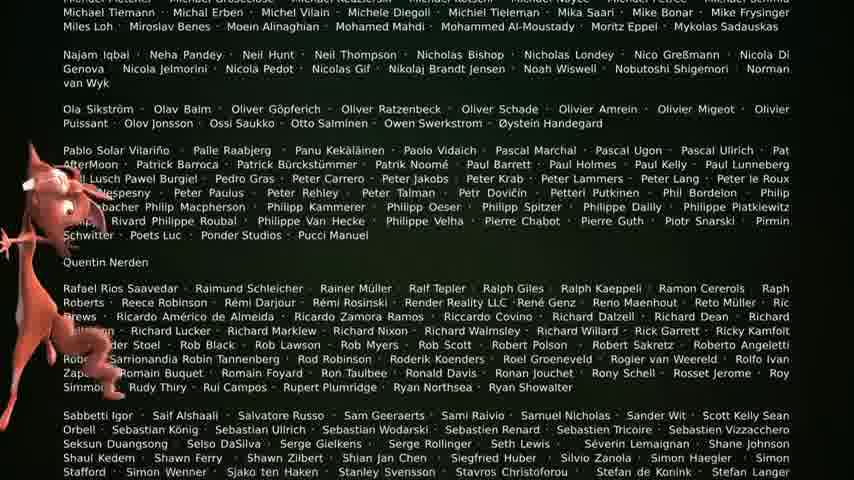 Michael Tiemann · Michal Erben · Michel Vilain · Michele Diegoli · Michiel Tieleman · Mika Saari · Mike Bonar · Mike Frysinger
Miles Loh · Miroslav Benes · Moein Alinaghian · Mohamed Mahdi · Mohammed Al-Moustady · Moritz Eppel · Mykolas Sadauskas
Najam Iqbal · Neha Pandey · Neil Hunt · Neil Thompson · Nicholas Bishop · Nicholas Londey · Nico Greßmann · Nicola Di
Genova · Nicola Jelmorini · Nicola Pedot · Nicolas Gif · Nikolaj Brandt Jensen · Noah Wiswell · Nobutoshi Shigemori · Norman
van Wyk
Ola Sikström · Olav Balm · Oliver Göpferich · Oliver Ratzenbeck · Oliver Schade · Olivier Amrein · Olivier Migeot · Olivier
Puissant · Olov Jonsson · Ossi Saukko · Otto Salminen · Owen Swerkstrom · Øystein Handegard
Pablo Solar Vilariño · Palle Raabjerg · Panu Kekäläinen · Paolo Vidaich · Pascal Marchal · Pascal Ugon · Pascal Ullrich · Pat
AfterMoon · Patrick Barroca · Patrick Bürckstümmer · Patrik Noomé · Paul Barrett · Paul Holmes · Paul Kelly · Paul Lunneberg
Lusch Pawel Burgiel · Pedro Gras · Peter Carrero · Peter Jakobs · Peter Krab · Peter Lammers · Peter Lang · Peter le Roux
Peter Paulus · Peter Rehley · Peter Talman · Petr Dovičín · Petteri Putkinen · Phil Bordelon · Philip
Philip Macpherson · Philipp Kammerer · Philipp Oeser · Philipp Spitzer · Philippe Dailly · Philippe Piatkiewitz
Rivard Philippe Roubal · Philippe Van Hecke · Philippe Velha · Pierre Chabot · Pierre Guth · Piotr Snarski · Pirmin
Schwitter · Poets Luc · Ponder Studios · Pucci Manuel
Quentin Nerden
Rafael Rios Saavedar · Raimund Schleicher · Rainer Müller · Ralf Tepler · Ralph Giles · Ralph Kaeppeli · Ramon Cererols · Raph
Roberts · Reece Robinson · Rémi Darjour · Rémi Rosinski · Render Reality LLC · René Genz · Reno Maenhout · Reto Müller · Ric
Drews · Ricardo Américo de Almeida · Ricardo Zamora Ramos · Riccardo Covino · Richard Dalzell · Richard Dean · Richard
Richard Lucker · Richard Marklew · Richard Nixon · Richard Walmsley · Richard Willard · Rick Garrett · Ricky Kamfolt
der Stoel · Rob Black · Rob Lawson · Rob Myers · Rob Scott · Robert Polson · Robert Sakretz · Roberto Angeletti
Sarrionandia Robin Tannenberg · Rod Robinson · Roderik Koenders · Roel Groeneveld · Rogier van Weereld · Rolfo Ivan
Romain Buquet · Romain Foyard · Ron Taulbee · Ronald Davis · Ronan Jouchet · Rony Schell · Rosset Jerome · Roy
Simmons · Rudy Thiry · Rui Campos · Rupert Plumridge · Ryan Northsea · Ryan Showalter
Sabbetti Igor · Saif Alshaali · Salvatore Russo · Sam Geeraerts · Sami Raivio · Samuel Nicholas · Sander Wit · Scott Kelly Sean
Orbell · Sebastian König · Sebastian Ullrich · Sebastian Wodarski · Sebastien Renard · Sebastien Tricoire · Sebastien Vizzacchero
Seksun Duangsong · Selso DaSilva · Serge Gielkens · Serge Rollinger · Seth Lewis · Séverin Lemaignan · Shane Johnson
Shaul Kedem · Shawn Ferry · Shawn Zilbert · Shian Jan Chen · Siegfried Huber · Silvio Zanola · Simon Haegler · Simon
Stafford · Simon Wenner · Sjako ten Haken · Stanley Svensson · Stavros Christoforou · Stefan de Konink · Stefan Langer